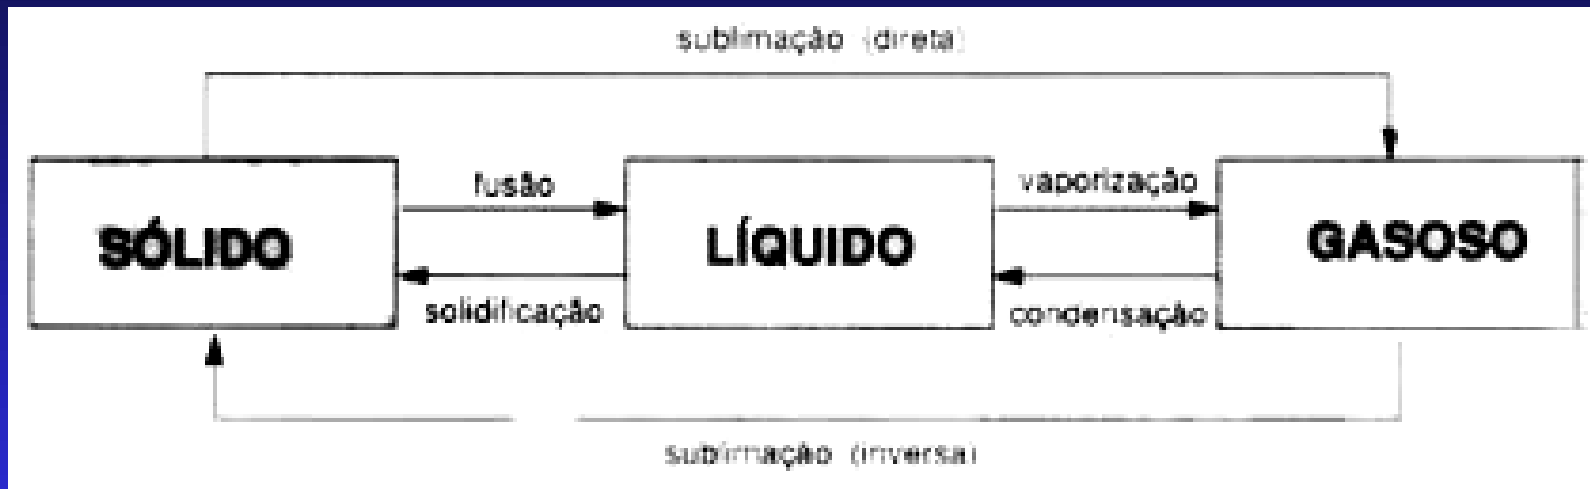 sublimação (direta)
fusão
vaporização
SÓLIDO
LÍQUIDO
GASOSO
solidificação
condensação
sublimação (inversa)